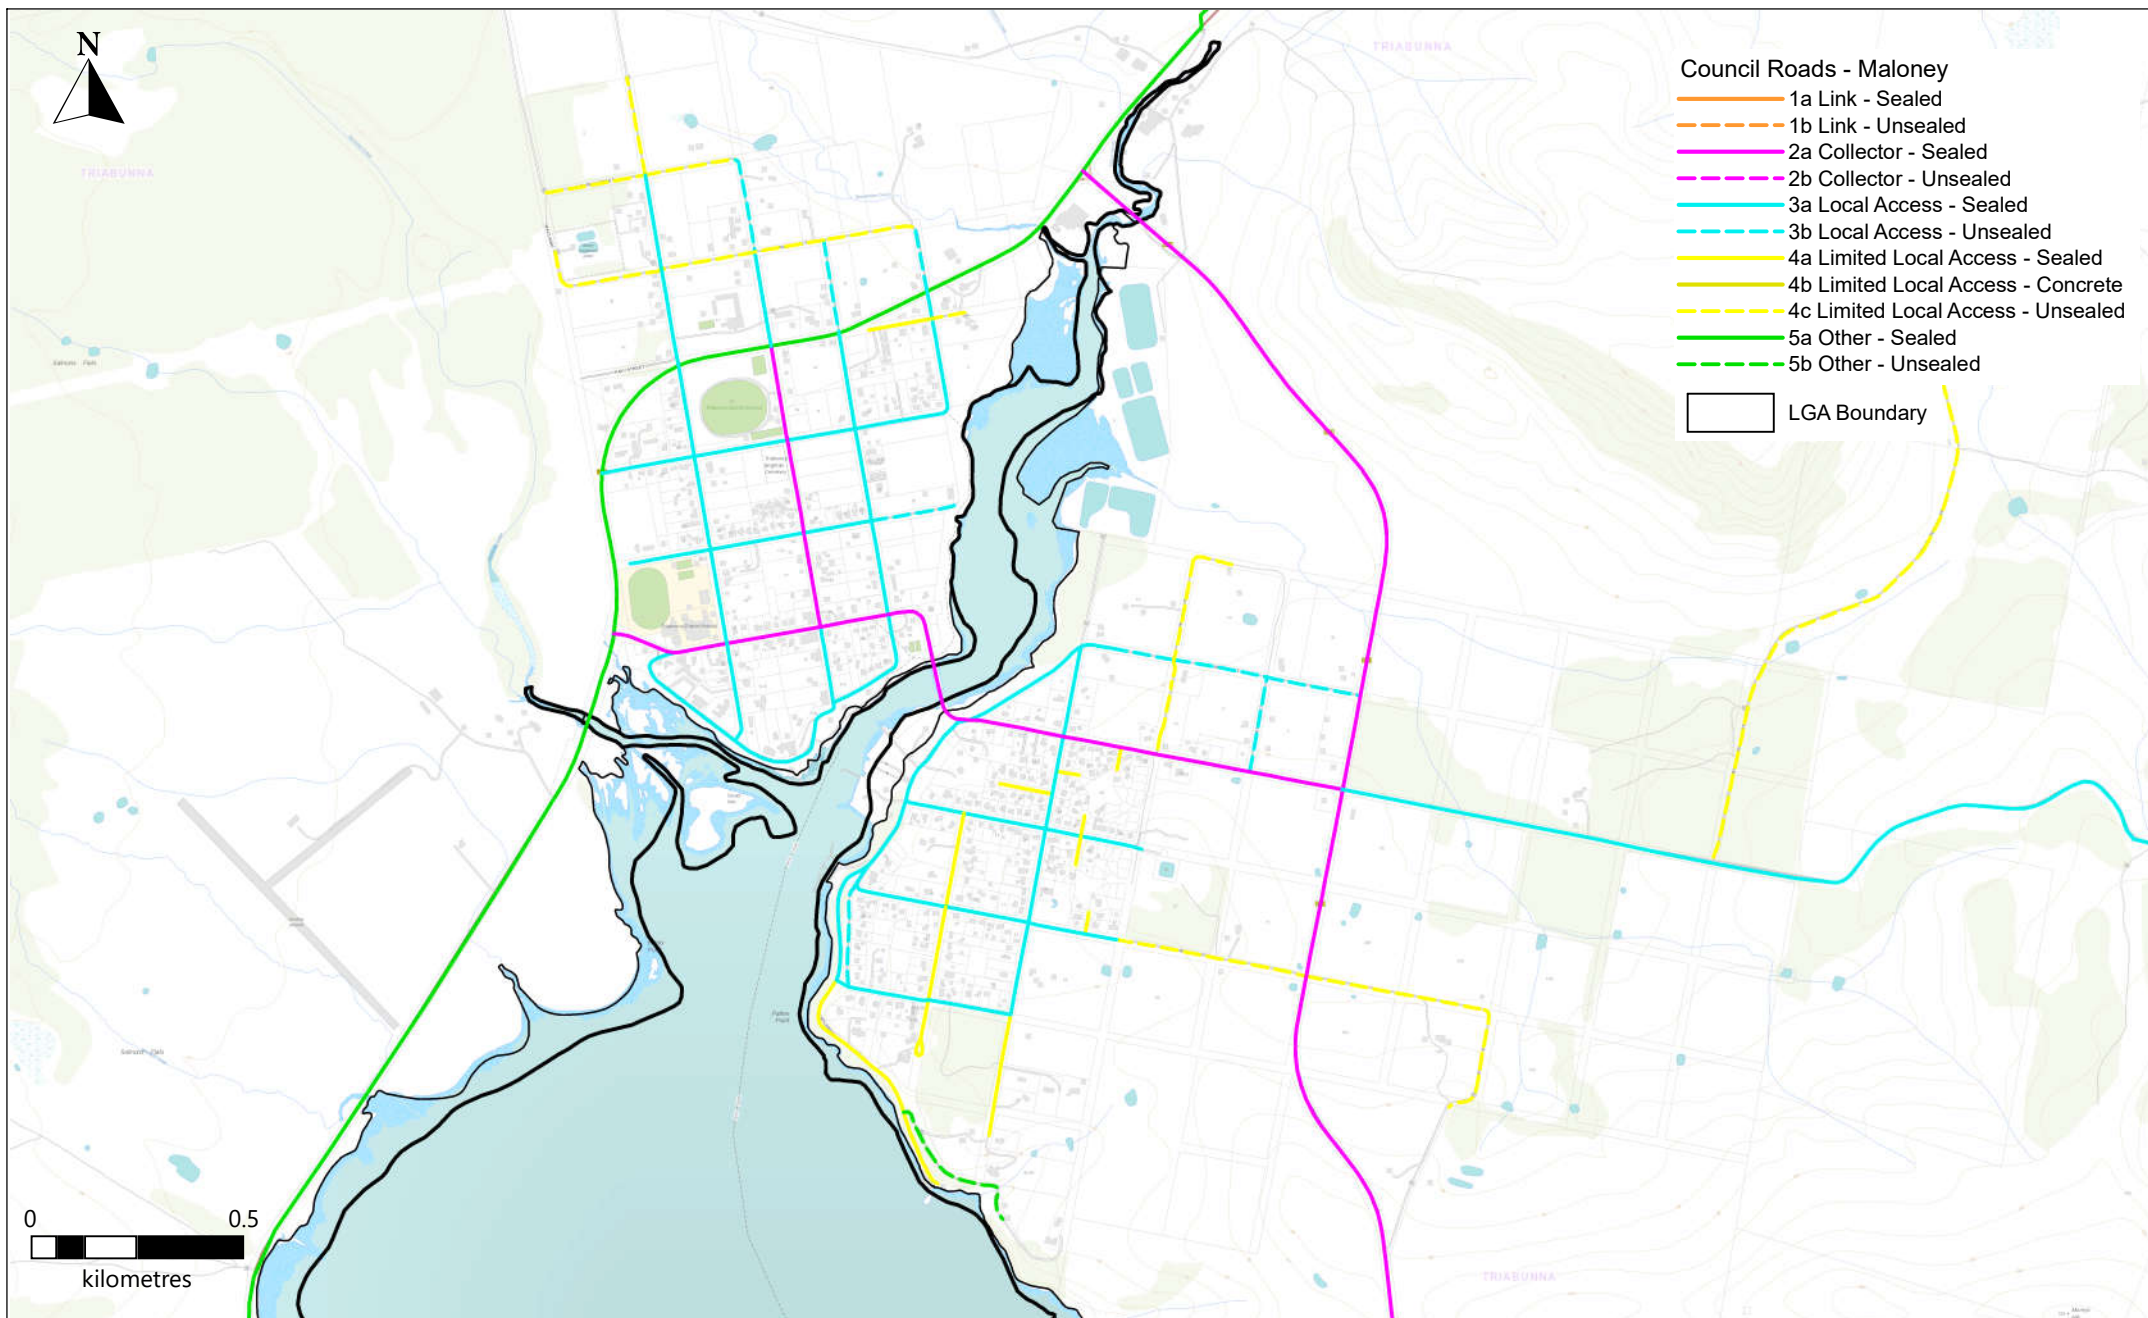 N
TRIABUNNA
TRIABUNNA
Council Roads - Maloney
1a Link - Sealed
1b Link - Unsealed
2a Collector - Sealed
2b Collector - Unsealed
3a Local Access - Sealed
3b Local Access - Unsealed
4a Limited Local Access - Sealed
4b Limited Local Access - Concrete
4c Limited Local Access - Unsealed
5a Other - Sealed
5b Other - Unsealed
LGA Boundary
0 0.5
kilometres
TRIABUNNA